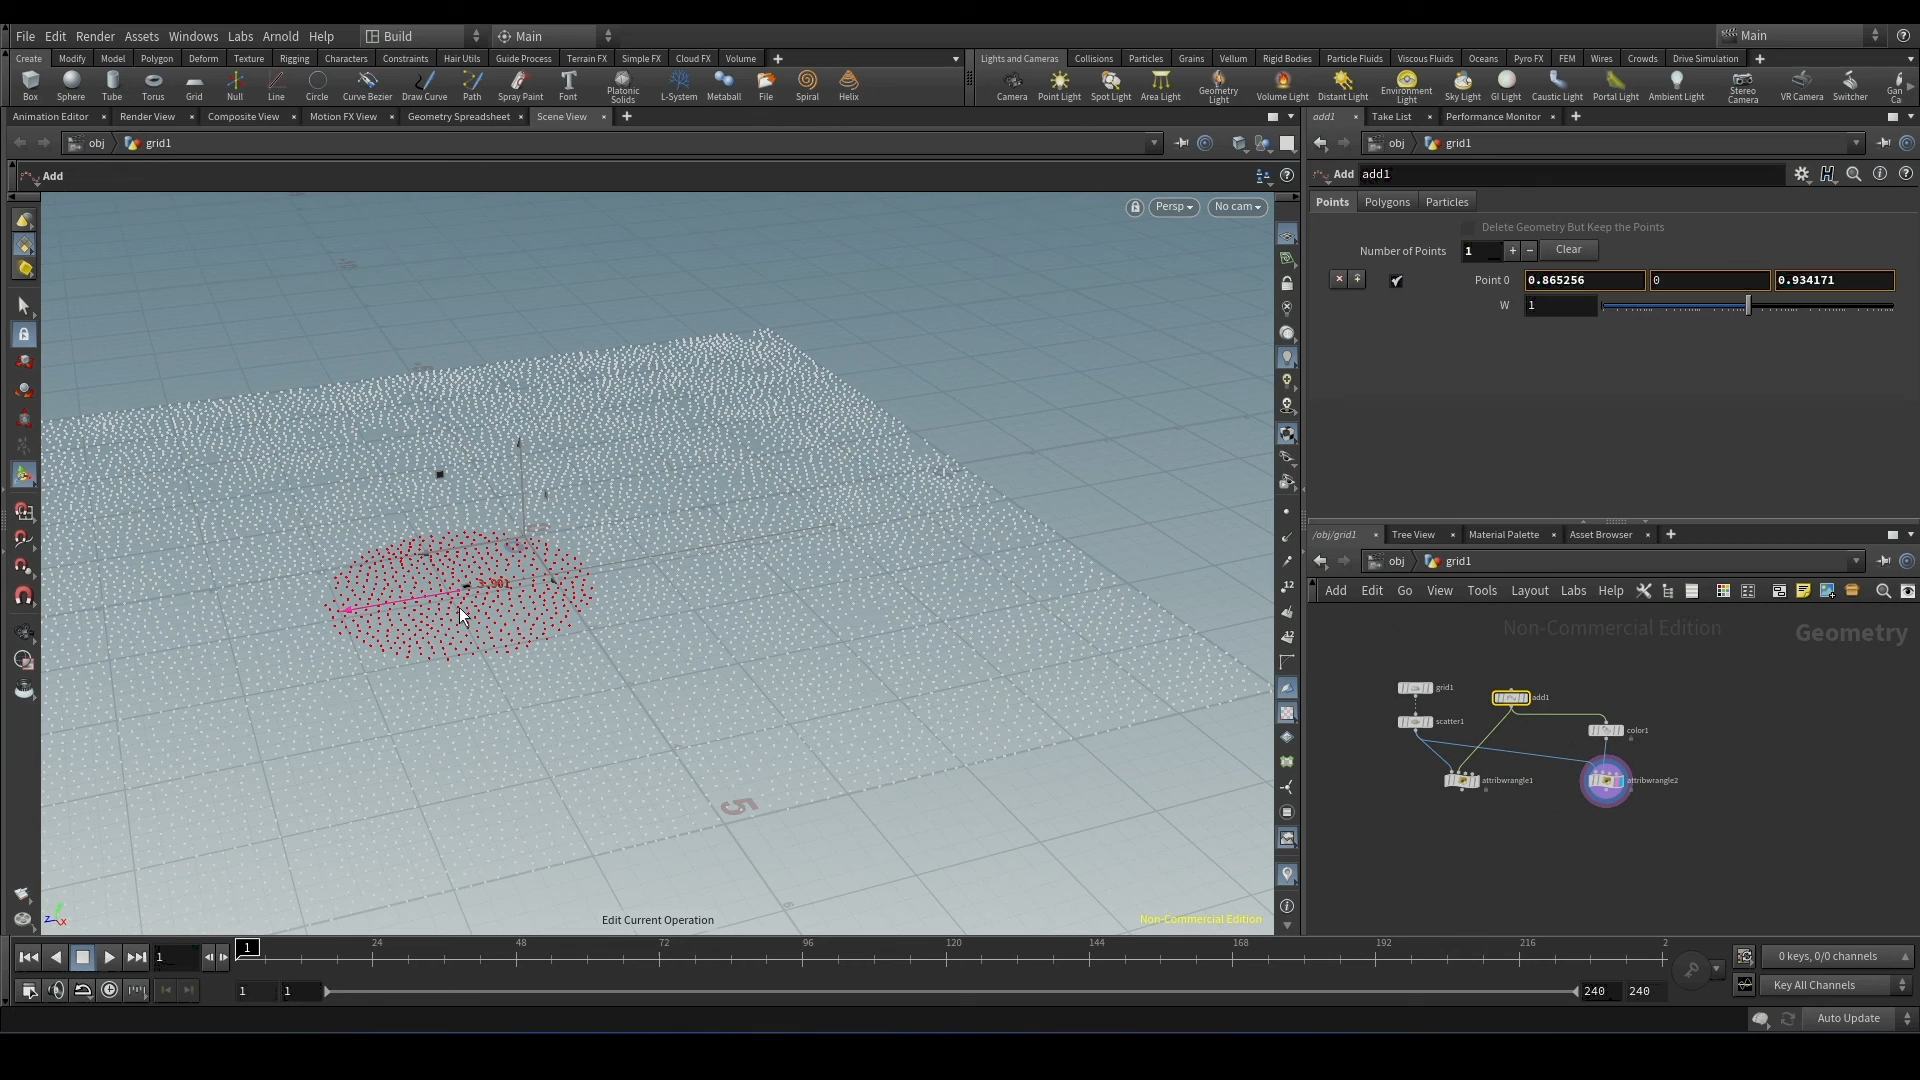 File Edit Render Assets Windows Labs Arnold Help Build Main Main
Create Modify Model Polygon Deform Texture Rigging Characters Constraints Hair Utils Guide Process Terrain FX Simple FX Cloud FX Volume
Lights and Cameras Collisions Particles Grains Vellum Rigid Bodies Particle Fluids Viscous Fluids Oceans Pyro FX FEM Wires Crowds Drive Simulation
Box Sphere Tube Torus Grid Null Line Circle Curve Bezier Draw Curve Path Spray Paint Font Platonic Solids L-System Metaball File Spiral Helix
Camera Point Light Spot Light Area Light Geometry Light Volume Light Distant Light Environment Light Sky Light GI Light Caustic Light Portal Light Ambient Light Stereo Camera VR Camera Switcher Gan Ca
Animation Editor Render View Composite View Motion FX View Geometry Spreadsheet Scene View
add1 Take List Performance Monitor
obj grid1
obj grid1
Add
Add add1
Points Polygons Particles
Persp No cam
Delete Geometry But Keep the Points
Number of Points 1 Clear
Point 0 0.865256 0 0.934171
W 1
/obj/grid1 Tree View Material Palette Asset Browser
obj grid1
Add Edit Go View Tools Layout Labs Help
Non-Commercial Edition Geometry
grid1 add1
scatter1 color1
attribwrangle1 attribwrangle2
5
Edit Current Operation
Non-Commercial Edition
z x
1 1 24 48 72 96 120 144 168 192 216 2
0 keys, 0/0 channels
1 1 240 240
Key All Channels
Auto Update